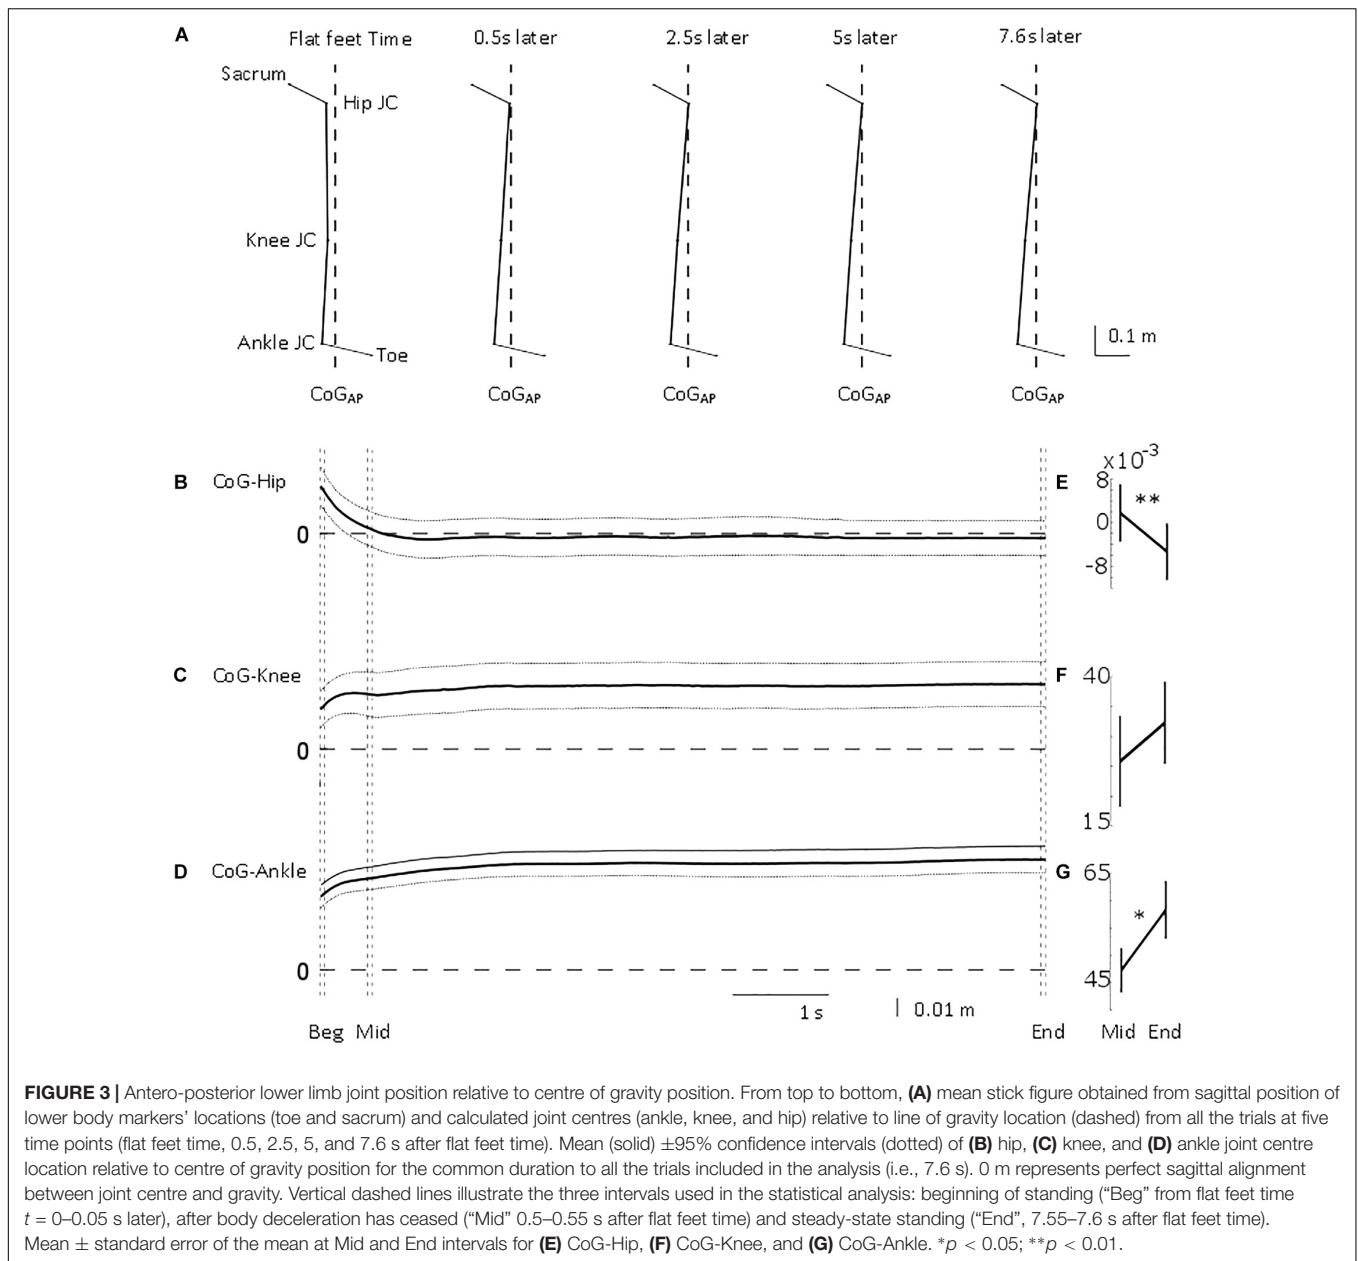 A
Flat feet Time
0.5s later
2.5s later
5s later
7.6s later
Sacrum
Hip JC
Knee JC
Ankle JC
Toe
0.1 m
CoGAP
CoGAP
CoGAP
CoGAP
CoGAP
B
CoG-Hip
0
E
x10-3
8
0
-8
**
C
CoG-Knee
0
F
40
15
D
CoG-Ankle
0
G
65
45
*
1 s
0.01 m
Beg
Mid
End
Mid
End
FIGURE 3 | Antero-posterior lower limb joint position relative to centre of gravity position. From top to bottom, (A) mean stick figure obtained from sagittal position of
lower body markers' locations (toe and sacrum) and calculated joint centres (ankle, knee, and hip) relative to line of gravity location (dashed) from all the trials at five
time points (flat feet time, 0.5, 2.5, 5, and 7.6 s after flat feet time). Mean (solid) ±95% confidence intervals (dotted) of (B) hip, (C) knee, and (D) ankle joint centre
location relative to centre of gravity position for the common duration to all the trials included in the analysis (i.e., 7.6 s). 0 m represents perfect sagittal alignment
between joint centre and gravity. Vertical dashed lines illustrate the three intervals used in the statistical analysis: beginning of standing ("Beg" from flat feet time
t = 0–0.05 s later), after body deceleration has ceased ("Mid" 0.5–0.55 s after flat feet time) and steady-state standing ("End", 7.55–7.6 s after flat feet time).
Mean ± standard error of the mean at Mid and End intervals for (E) CoG-Hip, (F) CoG-Knee, and (G) CoG-Ankle. *p < 0.05; **p < 0.01.